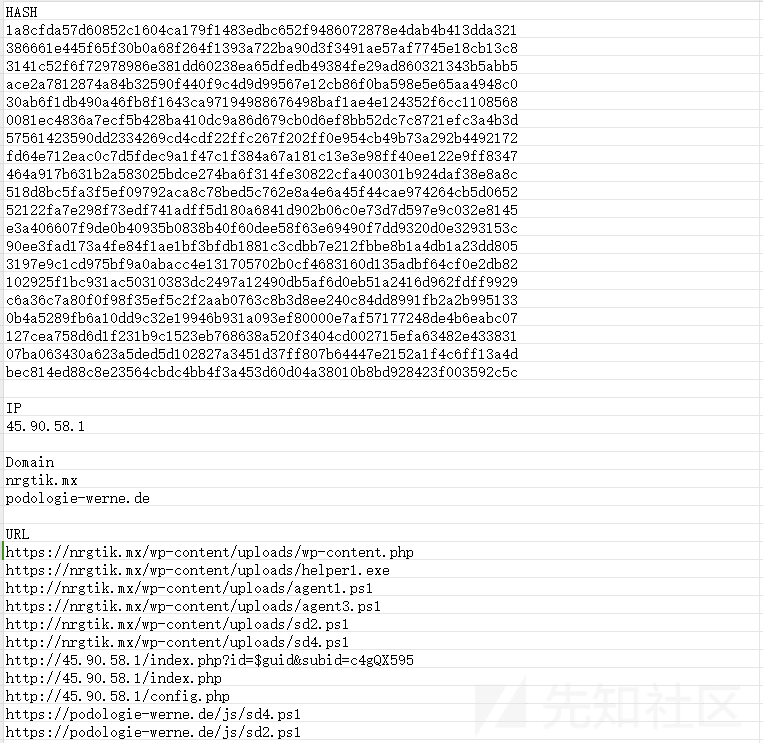 HASH
1a8cfda57d60852c1604ca179f1483edbc652f9486072878e4dab4b413dda321
386661e445f65f30b0a68f264f1393a722ba90d3f3491ae57af7745e18cb13c8
3141c52f6f72978986e381dd60238ea65dfedb49384fe29ad860321343b5abb5
ace2a7812874a84b32590f440f9c4d9d99567e12cb86f0ba598e5e65aa4948c0
30ab6f1db490a46fb8f1643ca97194988676498baf1ae4e124352f6cc1108568
0081ec4836a7ecf5b428ba410dc9a86d679cb0d6ef8bb52dc7c8721efc3a4b3d
57561423590dd2334269cd4cdf22ffc267f202ff0e954cb49b73a292b4492172
fd64e712eac0c7d5fdec9a1f47c1f384a67a181c13e3e98ff40ee122e9ff8347
464a917b631b2a583025bdce274ba6f314fe30822cfa400301b924daf38e8a8c
518d8bc5fa3f5ef09792aca8c78bed5c762e8a4e6a45f44cae974264cb5d0652
52122fa7e298f73edf741adff5d180a6841d902b06c0e73d7d597e9c032e8145
e3a406607f9de0b40935b0838b40f60dee58f63e69490f7dd9320d0e3293153c
90ee3fad173a4fe84f1ae1bf3bfdb1881c3cdbb7e212fbbe8b1a4db1a23dd805
3197e9c1cd975bf9a0abacc4e131705702b0cf4683160d135adbf64cf0e2db82
102925f1bc931ac50310383dc2497a12490db5af6d0eb51a2416d962fdff9929
c6a36c7a80f0f98f35ef5c2f2aab0763c8b3d8ee240c84dd8991fb2a2b995133
0b4a5289fb6a10dd9c32e19946b931a093ef80000e7af57177248de4b6eabc07
127cea758d6d1f231b9c1523eb768638a520f3404cd002715efa63482e433831
07ba063430a623a5ded5d102827a3451d37ff807b64447e2152a1f4c6ff13a4d
bec814ed88c8e23564cbdc4bb4f3a453d60d04a38010b8bd928423f003592c5c
IP
45.90.58.1
Domain
nrgtik.mx
podologie-werne.de
URL
https://nrgtik.mx/wp-content/uploads/wp-content.php
https://nrgtik.mx/wp-content/uploads/helper1.exe
http://nrgtik.mx/wp-content/uploads/agent1.ps1
https://nrgtik.mx/wp-content/uploads/agent3.ps1
http://nrgtik.mx/wp-content/uploads/sd2.ps1
http://nrgtik.mx/wp-content/uploads/sd4.ps1
http://45.90.58.1/index.php?id=$guid&subid=c4gQX595
http://45.90.58.1/index.php
http://45.90.58.1/config.php
https://podologie-werne.de/js/sd4.ps1
https://podologie-werne.de/js/sd2.ps1
先知社区